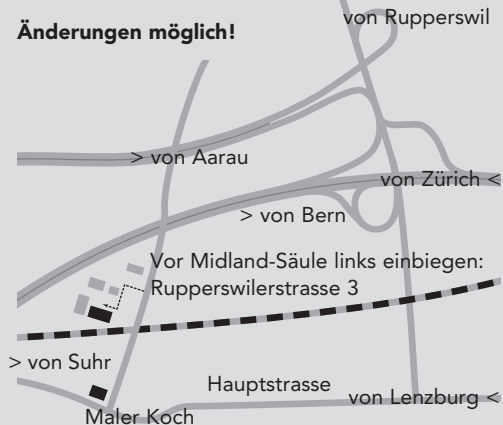 von Rupperswil
Änderungen möglich!
> von Aarau
von Zürich <
> von Bern
Vor Midland-Säule links einbiegen:
Rupperswilerstrasse 3
> von Suhr
Hauptstrasse
von Lenzburg <
Maler Koch